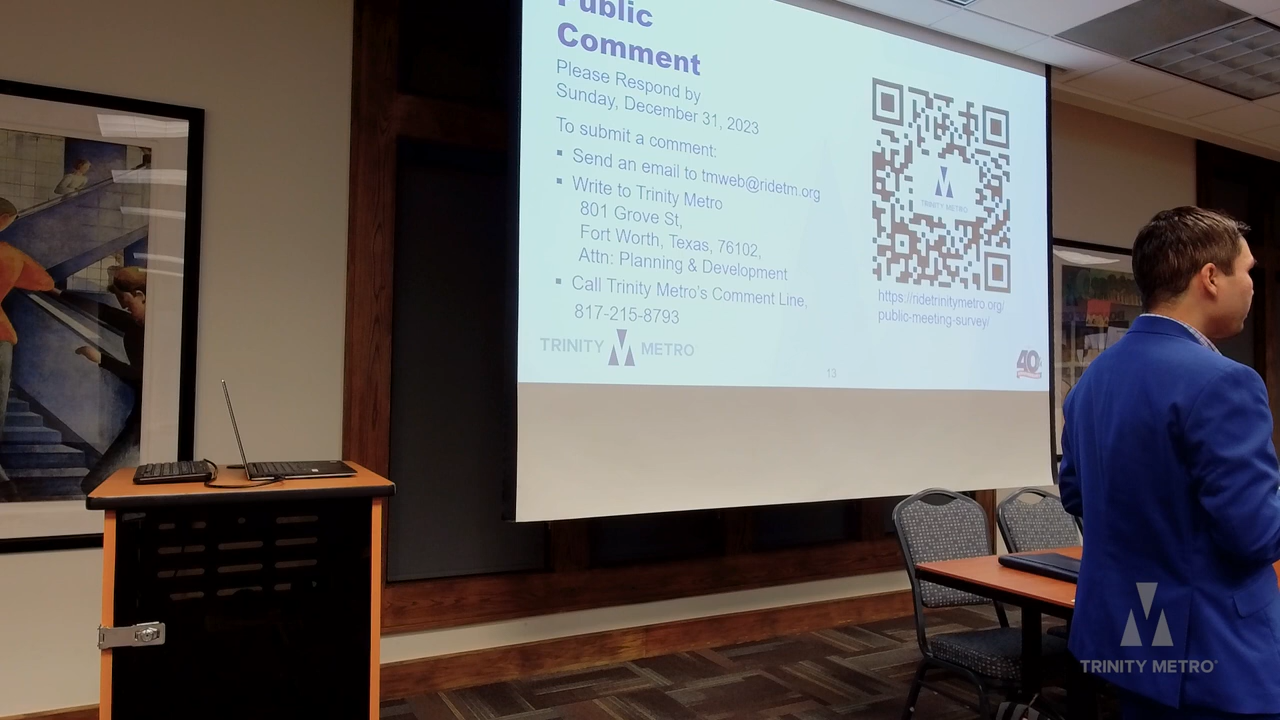 Public
Comment
Please Respond by
Sunday, December 31, 2023
To submit a comment:
▪ Send an email to tmweb@ridetm.org
▪ Write to Trinity Metro
801 Grove St,
Fort Worth, Texas, 76102,
Attn: Planning & Development
▪ Call Trinity Metro's Comment Line,
817-215-8793
TRINITY METRO
TRINITY METRO
https://ridetrinitymetro.org/
public-meeting-survey/
13
40
TRINITY METRO